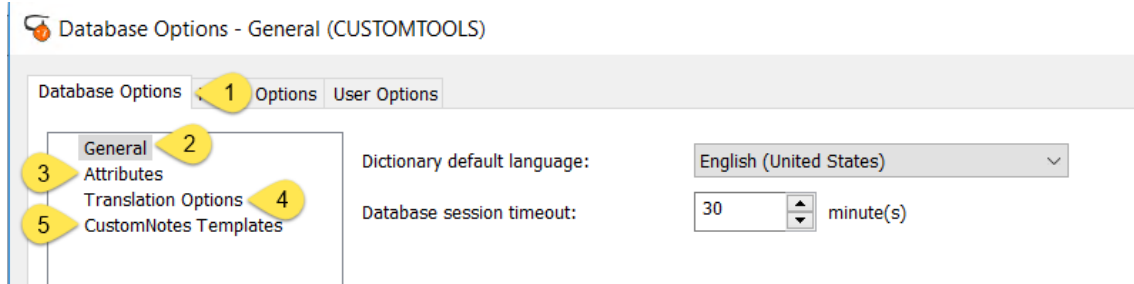 Database Options - General (CUSTOMTOOLS)
Database Options 1 Options User Options
General 2
3 Attributes
Translation Options 4
5 CustomNotes Templates
Dictionary default language: English (United States)
Database session timeout: 30 minute(s)